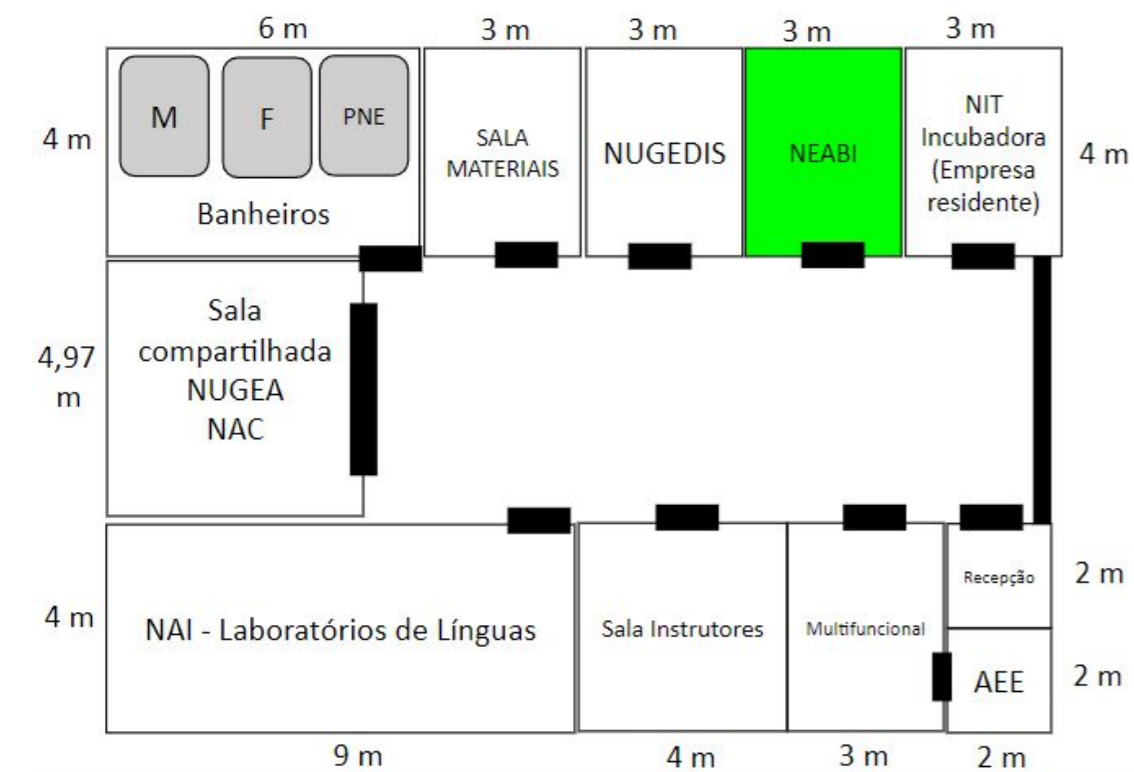 6 m
3 m
3 m
3 m
3 m
4 m
M
F
PNE
Banheiros
SALA
MATERIAIS
NUGEDIS
NEABI
NIT
Incubadora
(Empresa
residente)
4 m
4,97
m
Sala
compartilhada
NUGEA
NAC
4 m
NAI - Laboratórios de Línguas
Sala Instrutores
Multifuncional
Recepção
2 m
AEE
2 m
9 m
4 m
3 m
2 m